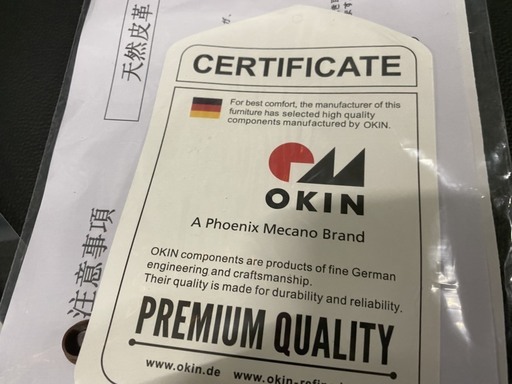 天然皮革
注意事項
CERTIFICATE
For best comfort, the manufacturer of this
furniture has selected high quality
components manufactured by OKIN.
OKIN
A Phoenix Mecano Brand
OKIN components are products of fine German
engineering and craftsmanship.
Their quality is made for durability and reliability.
PREMIUM QUALITY
www.okin.de